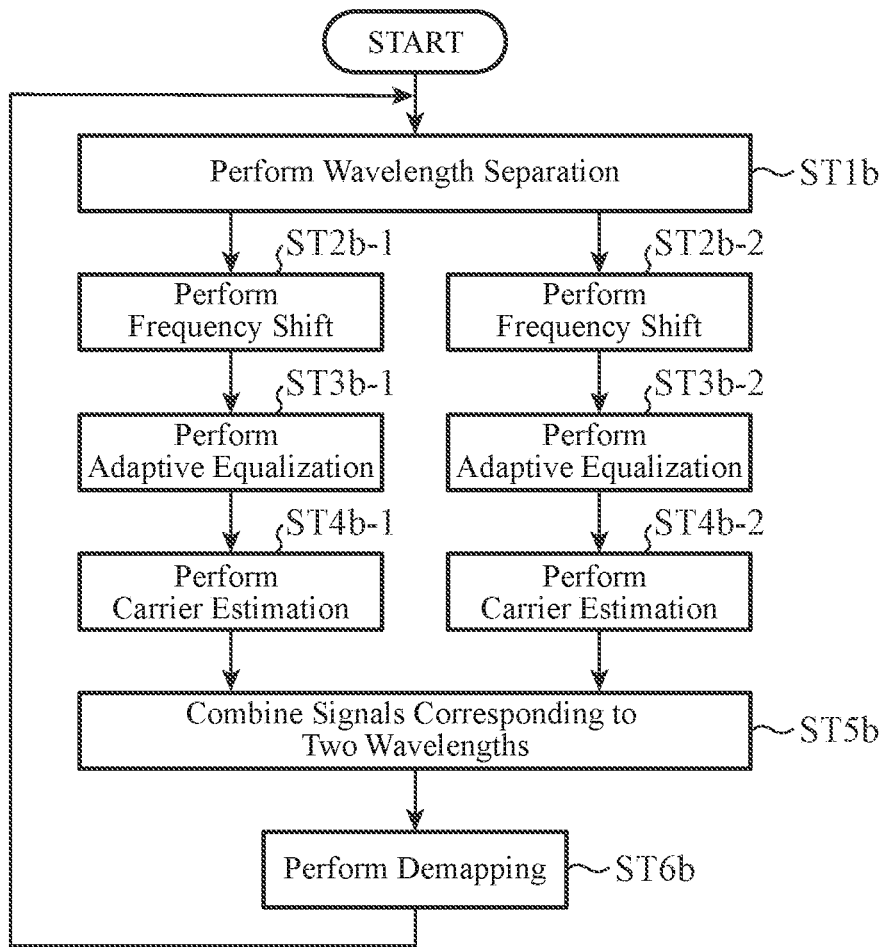 START
Perform Wavelength Separation
ST1b
ST2b-1
ST2b-2
Perform
Frequency Shift
Perform
Frequency Shift
ST3b-1
ST3b-2
Perform
Adaptive Equalization
Perform
Adaptive Equalization
ST4b-1
ST4b-2
Perform
Carrier Estimation
Perform
Carrier Estimation
Combine Signals Corresponding to
Two Wavelengths
ST5b
Perform Demapping
ST6b